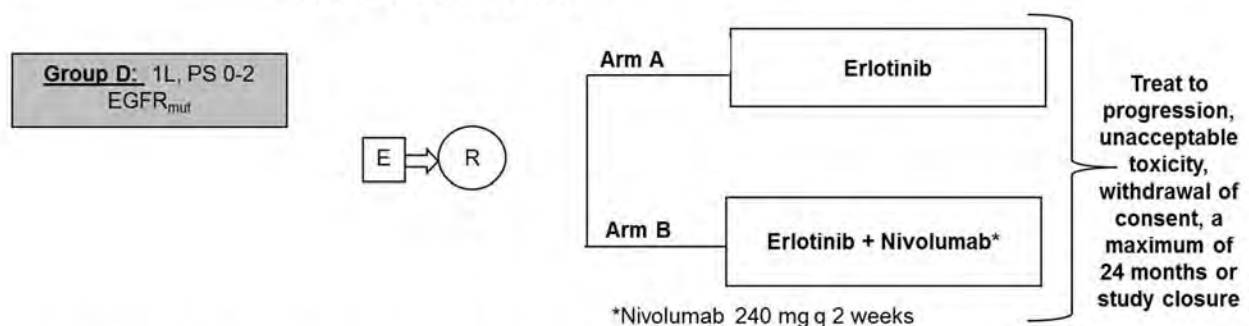 Group D: 1L, PS 0-2
EGFRmut
E
R
Arm A
Erlotinib
Arm B
Erlotinib + Nivolumab*
*Nivolumab 240 mg q 2 weeks
Treat to
progression,
unacceptable
toxicity,
withdrawal of
consent, a
maximum of
24 months or
study closure